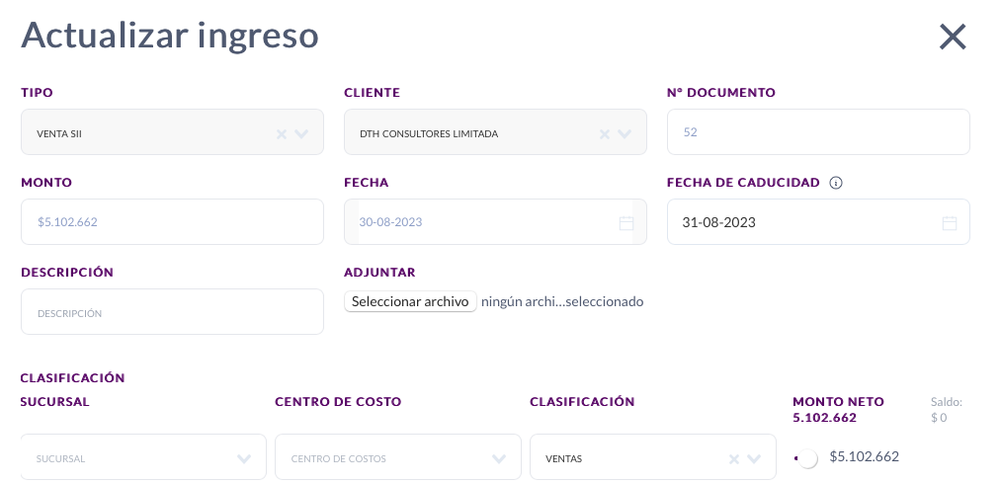 Actualizar ingreso
TIPO
CLIENTE
N° DOCUMENTO
VENTA SII
DTH CONSULTORES LIMITADA
52
MONTO
FECHA
FECHA DE CADUCIDAD
$5.102.662
30-08-2023
31-08-2023
DESCRIPCIÓN
ADJUNTAR
DESCRIPCIÓN
Seleccionar archivo ningún archi...seleccionado
CLASIFICACIÓN
SUCURSAL
CENTRO DE COSTO
CLASIFICACIÓN
MONTO NETO
5.102.662
Saldo:
$ 0
SUCURSAL
CENTRO DE COSTOS
VENTAS
$5.102.662